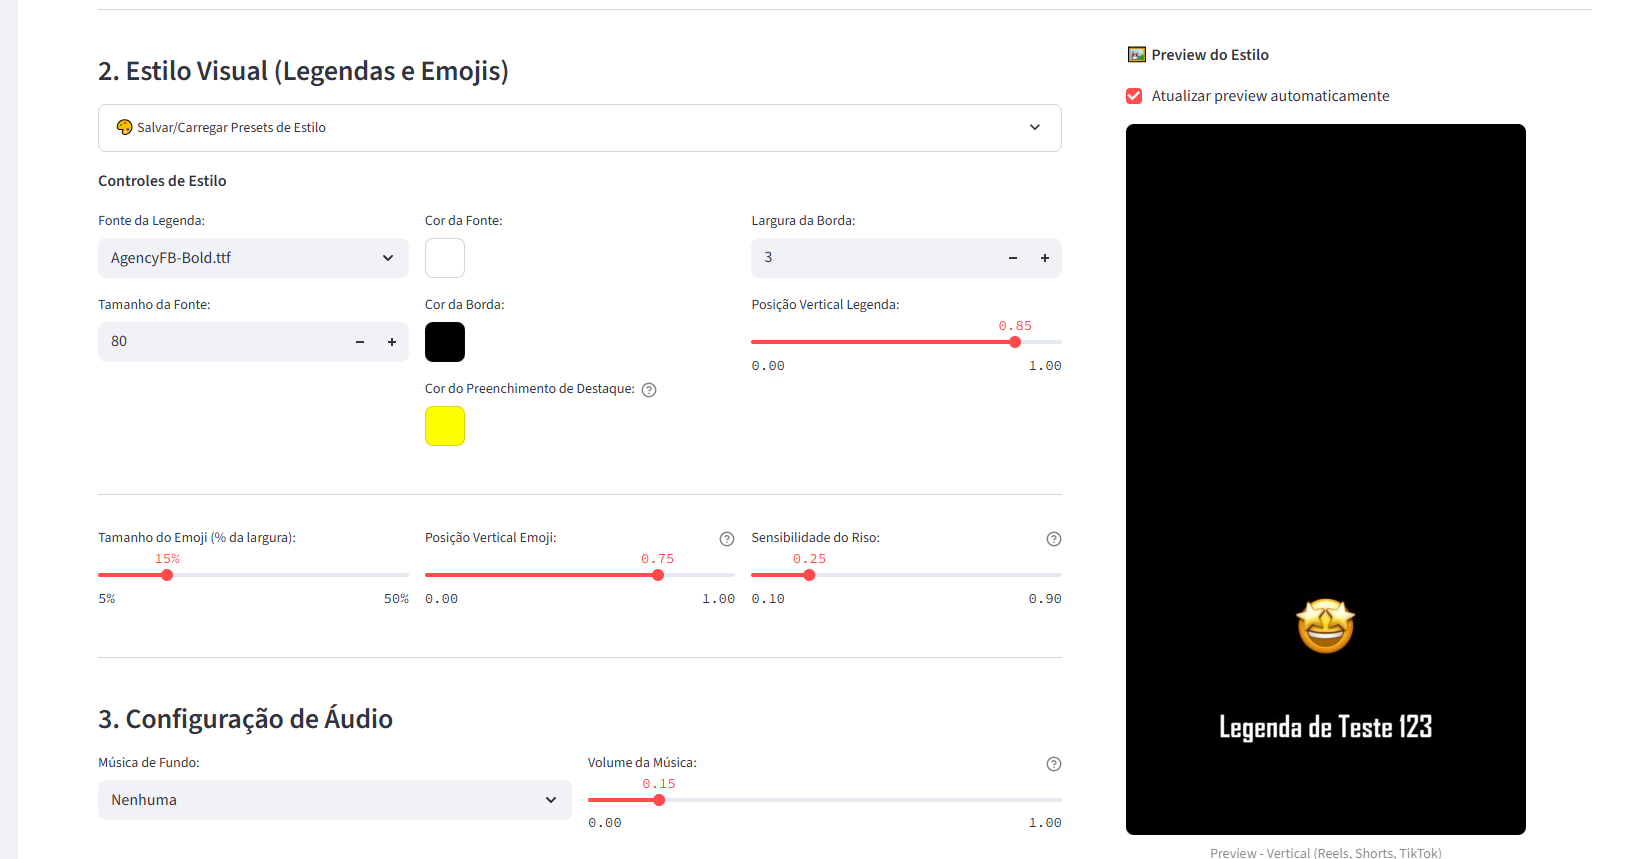 2. Estilo Visual (Legendas e Emojis)
Salvar/Carregar Presets de Estilo
Controles de Estilo
Fonte da Legenda:
AgencyFB-Bold.ttf
Tamanho da Fonte:
80
Cor da Fonte:
Cor da Borda:
Cor do Preenchimento de Destaque:
Largura da Borda:
3
Posição Vertical Legenda:
0.85
0.00 1.00
Tamanho do Emoji (% da largura):
15%
5% 50%
Posição Vertical Emoji:
0.75
0.00 1.00
Sensibilidade do Riso:
0.25
0.10 0.90
3. Configuração de Áudio
Música de Fundo:
Nenhuma
Volume da Música:
0.15
0.00 1.00
Preview do Estilo
Atualizar preview automaticamente
Legenda de Teste 123
Preview - Vertical (Reels, Shorts, TikTok)